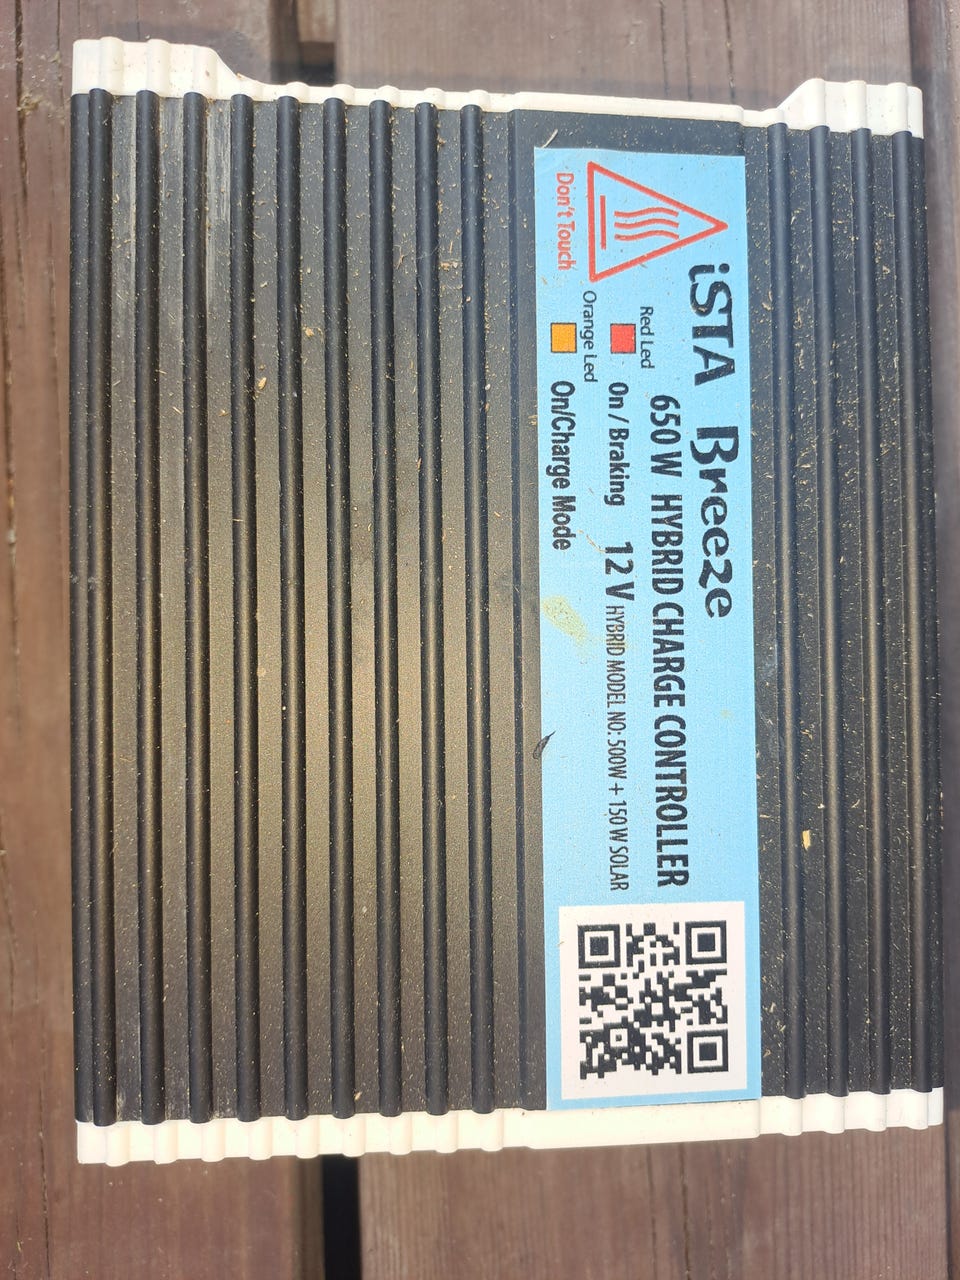 iSTA Breeze
650 W HYBRID CHARGE CONTROLLER
Red Led
On / Braking
12 V HYBRID MODEL NO: 500W + 150 W SOLAR
Orange Led
On/Charge Mode
Don't Touch